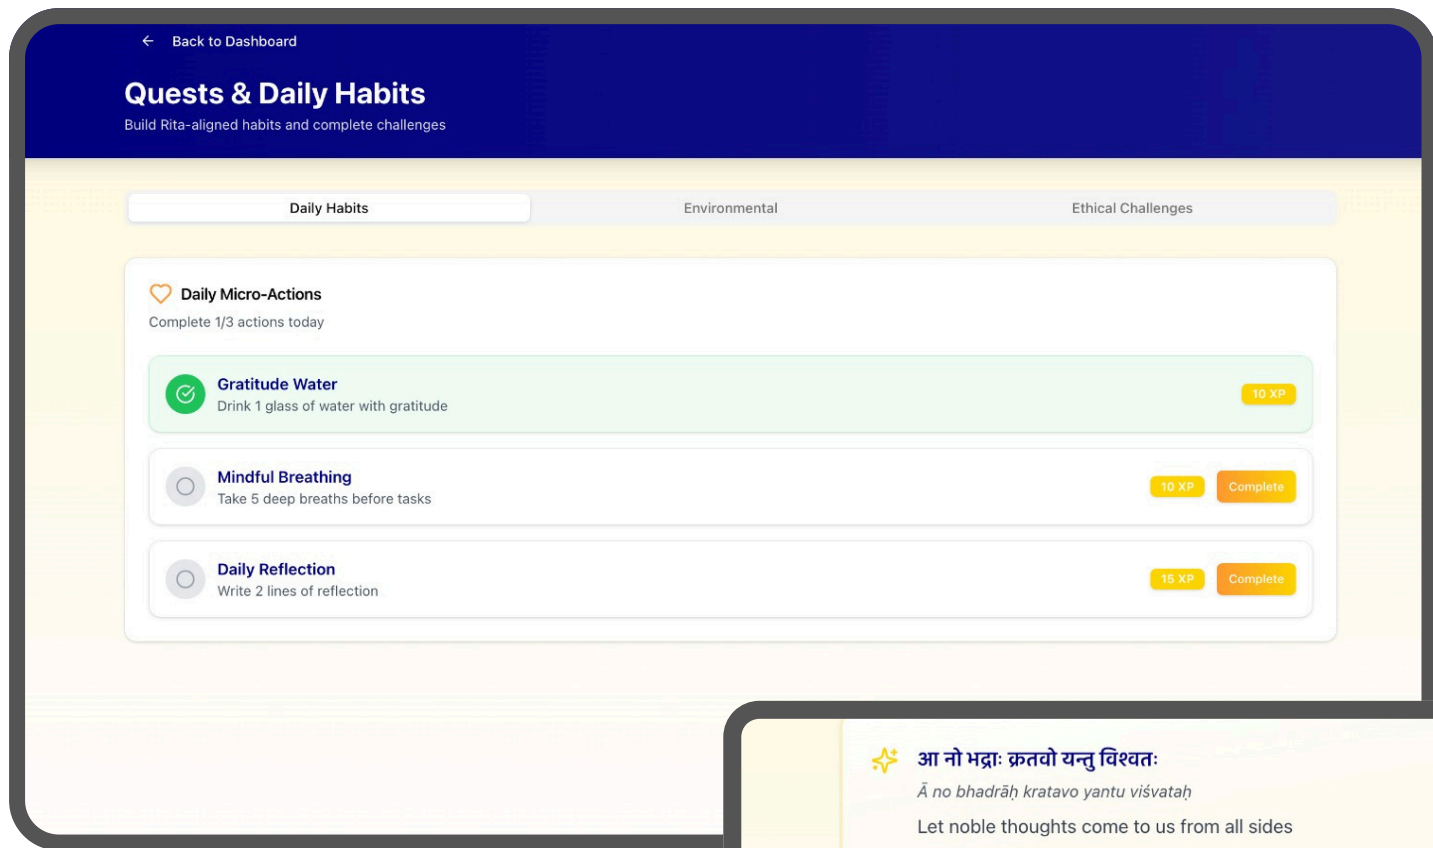 Back to Dashboard
Quests & Daily Habits
Build Rita-aligned habits and complete challenges
Daily Habits
Environmental
Ethical Challenges
Daily Micro-Actions
Complete 1/3 actions today
Gratitude Water
Drink 1 glass of water with gratitude
10 XP
Mindful Breathing
Take 5 deep breaths before tasks
10 XP
Complete
Daily Reflection
Write 2 lines of reflection
15 XP
Complete
आ नो भद्राः क्रतवो यन्तु विश्वतः
Ā no bhadrāḥ kratavo yantu viśvataḥ
Let noble thoughts come to us from all sides